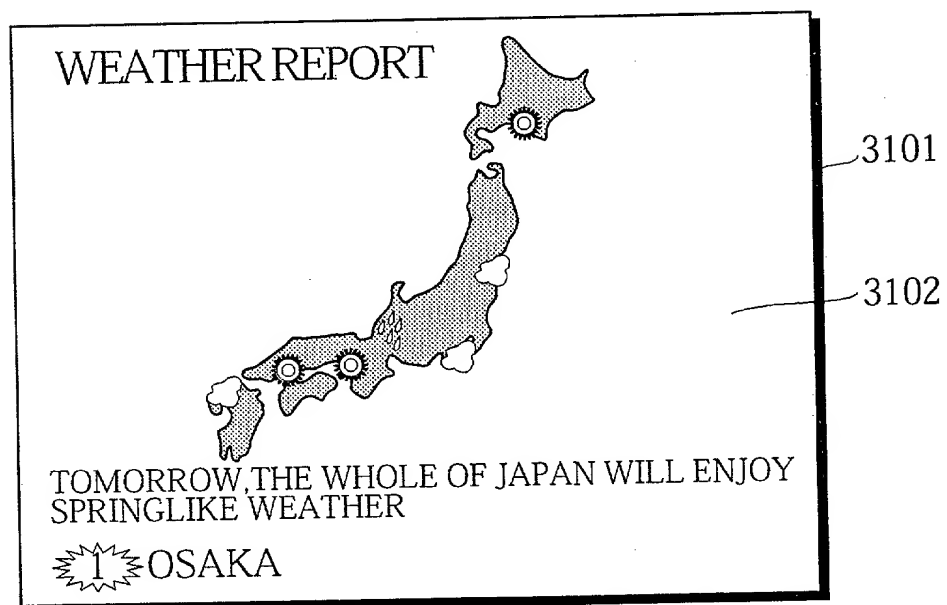 WEATHER REPORT
3101
3102
TOMORROW,THE WHOLE OF JAPAN WILL ENJOY
SPRINGLIKE WEATHER
1 OSAKA